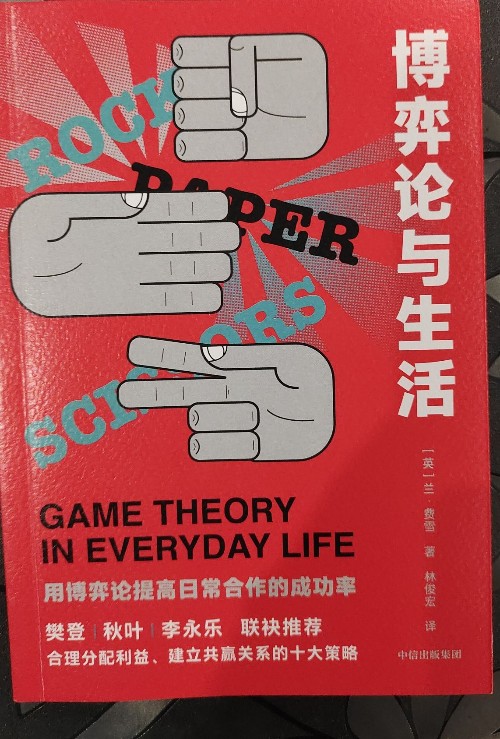 ROCK
PAPER
SCISSORS
博弈论与生活
[英]兰·费雪 著 林俊宏 译
GAME THEORY
IN EVERYDAY LIFE
用博弈论提高日常合作的成功率
樊登|秋叶|李永乐 联袂推荐
合理分配利益、建立共赢关系的十大策略
中信出版集团